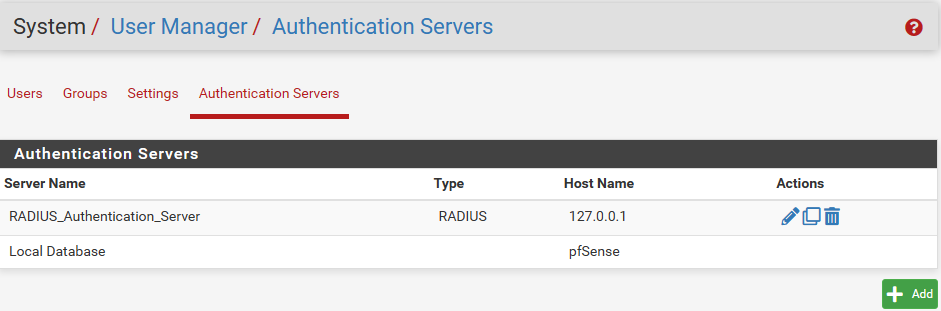 System / User Manager / Authentication Servers
Users Groups Settings Authentication Servers
Authentication Servers
Server Name Type Host Name Actions
RADIUS_Authentication_Server RADIUS 127.0.0.1
Local Database pfSense
Add